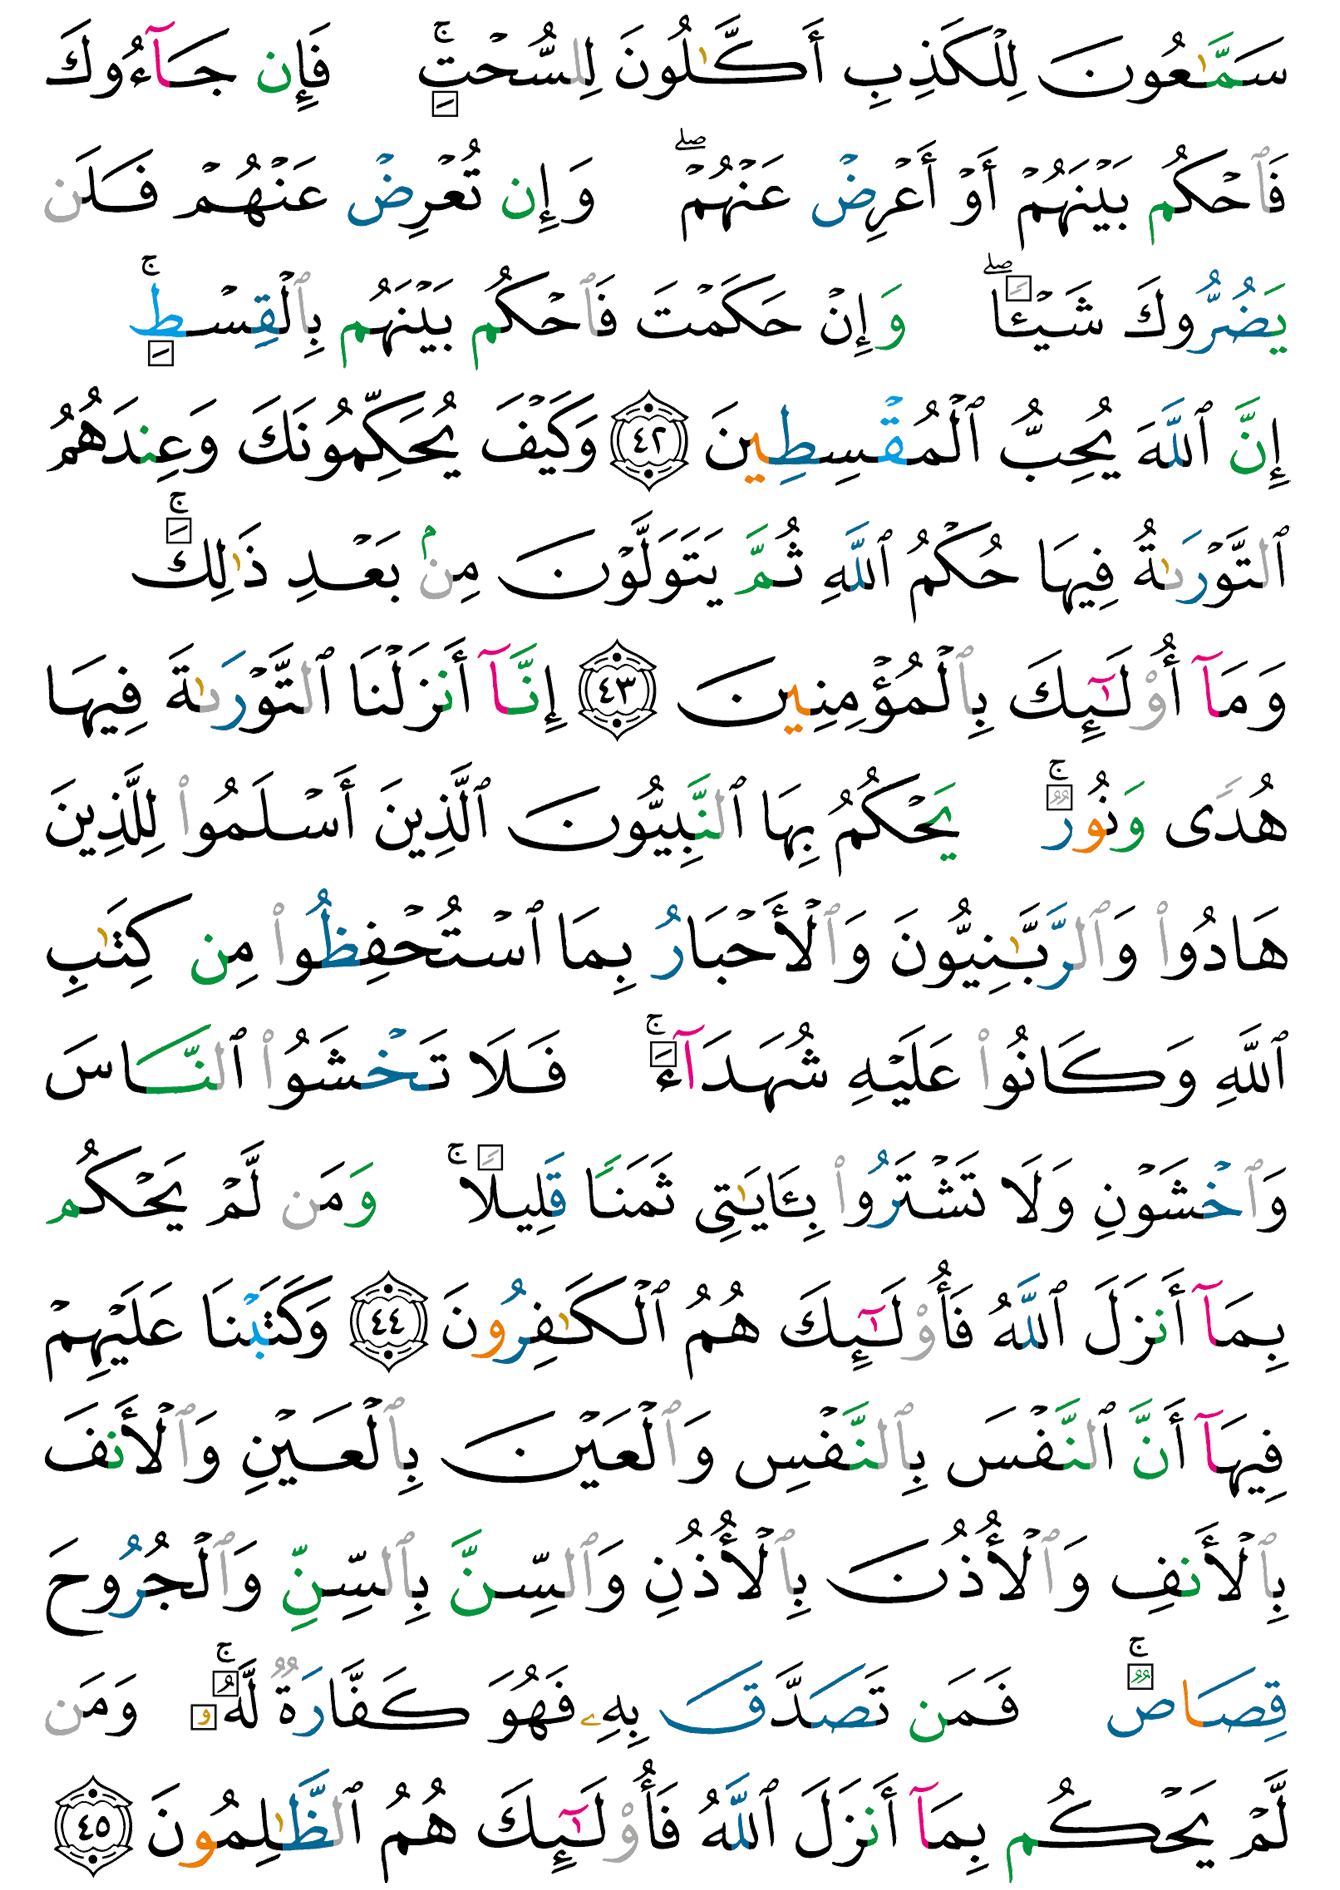 سَمَّـٰعُونَ لِلْكَذِبِ أَكَّـٰلُونَ لِلسُّحْتِ ۚ فَإِن جَآءُوكَ
فَٱحْكُم بَيْنَهُمْ أَوْ أَعْرِضْ عَنْهُمْ ۖ وَإِن تُعْرِضْ عَنْهُمْ فَلَن
يَضُرُّوكَ شَيْـًٔا وَإِنْ حَكَمْتَ فَٱحْكُم بَيْنَهُم بِٱلْقِسْطِ ۚ
إِنَّ ٱللَّهَ يُحِبُّ ٱلْمُقْسِطِينَ ﴿٤٢﴾ وَكَيْفَ يُحَكِّمُونَكَ وَعِندَهُمُ
ٱلتَّوْرَىٰةُ فِيهَا حُكْمُ ٱللَّهِ ثُمَّ يَتَوَلَّوْنَ مِنۢ بَعْدِ ذَٰلِكَ ۚ
وَمَآ أُو۟لَـٰٓئِكَ بِٱلْمُؤْمِنِينَ ﴿٤٣﴾ إِنَّآ أَنزَلْنَا ٱلتَّوْرَىٰةَ فِيهَا
هُدًى وَنُورٌ ۚ يَحْكُمُ بِهَا ٱلنَّبِيُّونَ ٱلَّذِينَ أَسْلَمُوا۟ لِلَّذِينَ
هَادُوا۟ وَٱلرَّبَّـٰنِيُّونَ وَٱلْأَحْبَارُ بِمَا ٱسْتُحْفِظُوا۟ مِن كِتَـٰبِ
ٱللَّهِ وَكَانُوا۟ عَلَيْهِ شُهَدَآءَ ۚ فَلَا تَخْشَوُا۟ ٱلنَّاسَ
وَٱخْشَوْنِ وَلَا تَشْتَرُوا۟ بِـَٔايَـٰتِى ثَمَنًا قَلِيلًا ۚ وَمَن لَّمْ يَحْكُم
بِمَآ أَنزَلَ ٱللَّهُ فَأُو۟لَـٰٓئِكَ هُمُ ٱلْكَـٰفِرُونَ ﴿٤٤﴾ وَكَتَبْنَا عَلَيْهِمْ
فِيهَآ أَنَّ ٱلنَّفْسَ بِٱلنَّفْسِ وَٱلْعَيْنَ بِٱلْعَيْنِ وَٱلْأَنفَ
بِٱلْأَنفِ وَٱلْأُذُنَ بِٱلْأُذُنِ وَٱلسِّنَّ بِٱلسِّنِّ وَٱلْجُرُوحَ
قِصَاصٌ ۚ فَمَن تَصَدَّقَ بِهِۦ فَهُوَ كَفَّارَةٌ لَّهُۥ ۚ وَمَن
لَّمْ يَحْكُم بِمَآ أَنزَلَ ٱللَّهُ فَأُو۟لَـٰٓئِكَ هُمُ ٱلظَّـٰلِمُونَ ﴿٤٥﴾